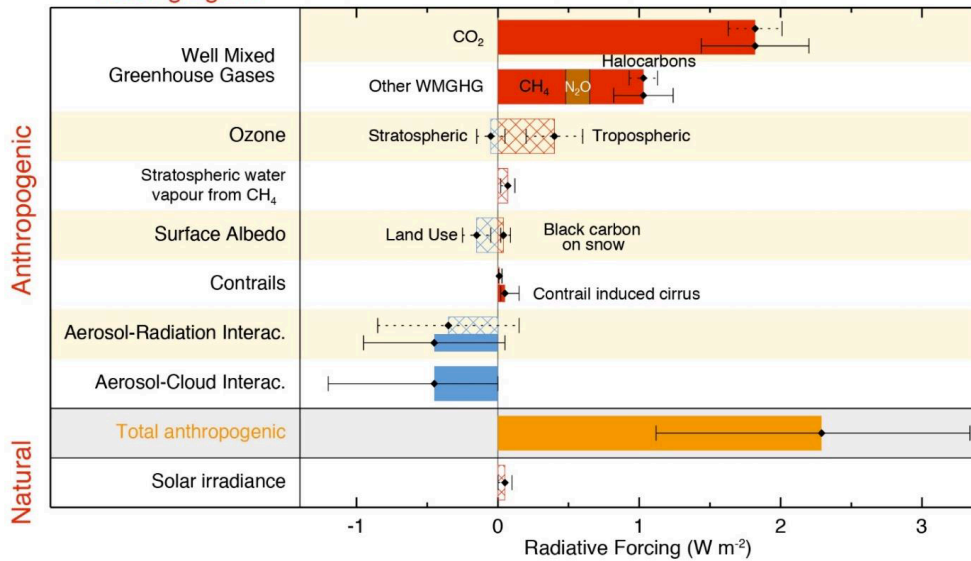 Well Mixed
Greenhouse Gases
CO₂
Halocarbons
Other WMGHG
CH₄
N₂O
Ozone
Stratospheric
Tropospheric
Stratospheric water
vapour from CH₄
Surface Albedo
Land Use
Black carbon
on snow
Contrails
Contrail induced cirrus
Aerosol-Radiation Interac.
Aerosol-Cloud Interac.
Total anthropogenic
Solar irradiance
Anthropogenic
Natural
-1
0
1
2
3
Radiative Forcing (W m⁻²)